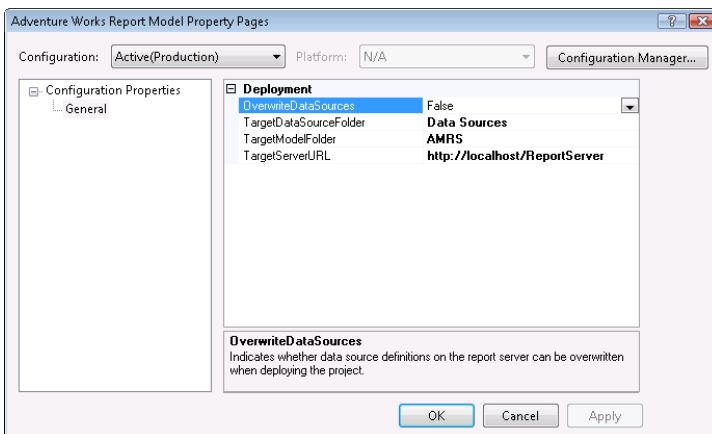 Adventure Works Report Model Property Pages
Configuration: Active(Production) Platform: N/A Configuration Manager...
Configuration Properties
General
Deployment
OverwriteDataSources False
TargetDataSourceFolder Data Sources
TargetModelFolder AMRS
TargetServerURL http://localhost/ReportServer
OverwriteDataSources
Indicates whether data source definitions on the report server can be overwritten
when deploying the project.
OK Cancel Apply